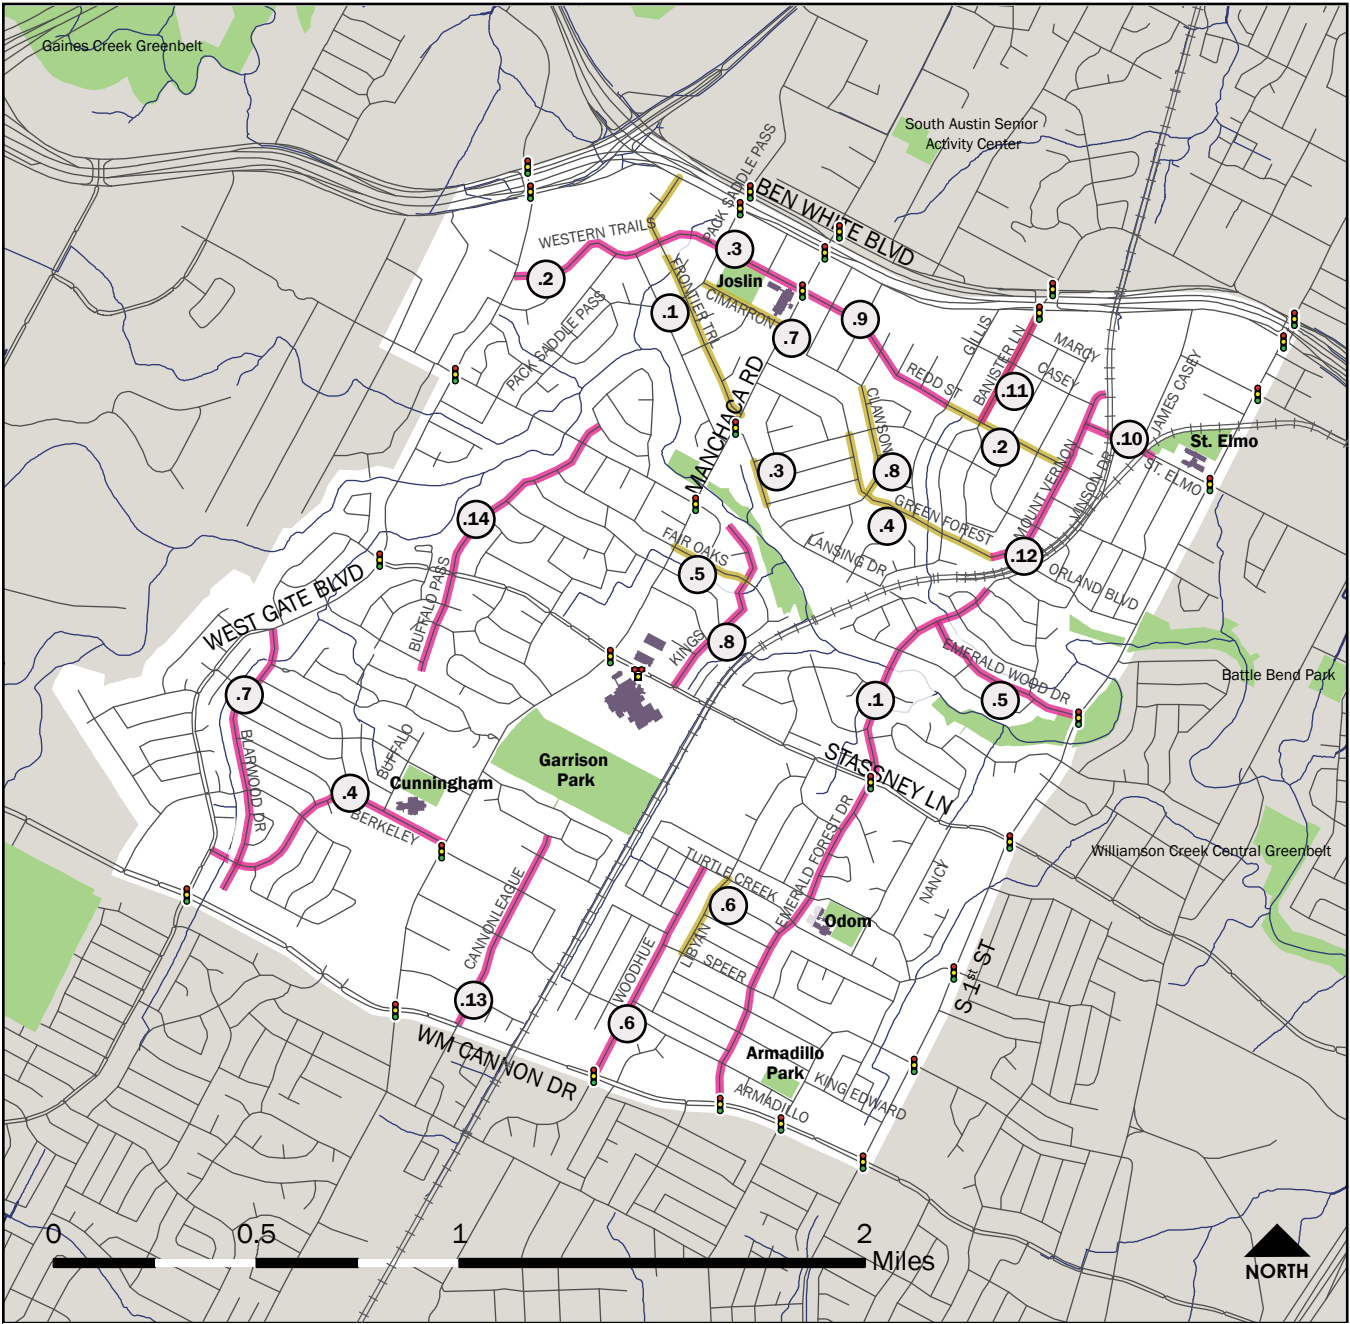 Gaines Creek Greenbelt
South Austin Senior
Activity Center
PACK SADDLE PASS
BEN WHITE BLVD
WESTERN TRAILS
.3
.2
Joslin
FRONTIER TRL
CIMARRON
PACK SADDLE PASS
.1
.9
.7
GILLIS
BANISTER LN
MARCY
CASEY
REDD ST
JAMES CASEY
MANCHACA RD
CLAWSON
.11
.10
St. Elmo
.2
ST. ELMO
.3
.8
MOUNT VERNON
VINSON DR
.14
GREEN FOREST
.4
LANSING DR
FAIR OAKS
.12
ORLAND BLVD
.5
WEST GATE BLVD
BUFFALO PASS
KINGS
.8
EMERALD WOOD DR
Battle Bend Park
.7
.1
.5
BLARWOOD DR
BUFFALO
Garrison
Park
STASSNEY LN
Cunningham
.4
BERKELEY
EMERALD FOREST DR
Williamson Creek Central Greenbelt
TURTLE CREEK
NANCY
CANNONLEAGUE
.6
Odom
LIBYAN
SPEER
WOODHUE
S 1st ST
.13
.6
WM CANNON DR
Armadillo
Park
KING EDWARD
ARMADILLO
0
0.5
1
2
Miles
NORTH